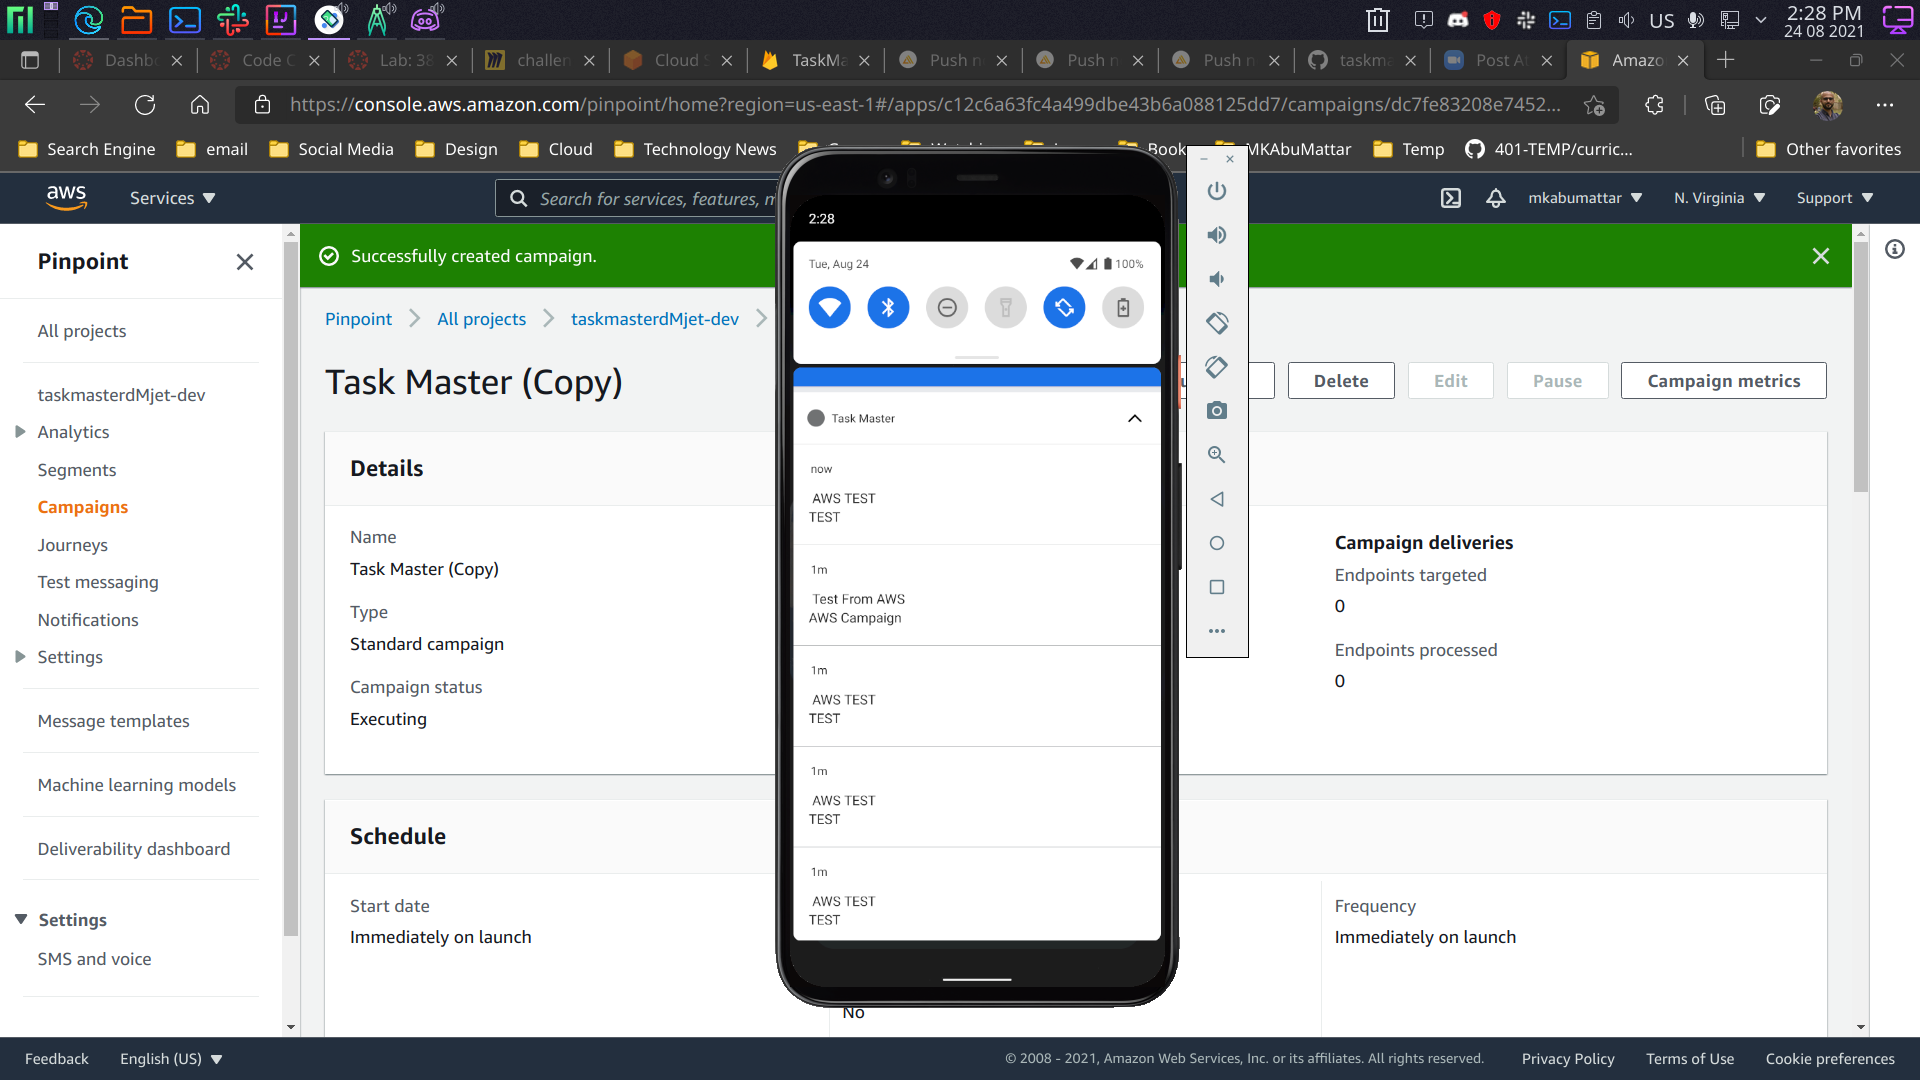 US
2:28 PM
24 08 2021
Dashb
Code C
Lab: 38
challen
Cloud S
TaskMa
Push n
Push n
Push n
taskma
Post A
Amazo
https://console.aws.amazon.com/pinpoint/home?region=us-east-1#/apps/c12c6a63fc4a499dbe43b6a088125dd7/campaigns/dc7fe83208e7452...
Search Engine
email
Social Media
Design
Cloud
Technology News
Book
MKAbuMattar
Temp
401-TEMP/curric...
Other favorites
aws
Services
Search for services, features, m
mkabumattar
N. Virginia
Support
Pinpoint
All projects
taskmasterdMjet-dev
Analytics
Segments
Campaigns
Journeys
Test messaging
Notifications
Settings
Message templates
Machine learning models
Deliverability dashboard
Settings
SMS and voice
Successfully created campaign.
Pinpoint
All projects
taskmasterdMjet-dev
Task Master (Copy)
Delete
Edit
Pause
Campaign metrics
Details
Name
Task Master (Copy)
Type
Standard campaign
Campaign status
Executing
Campaign deliveries
Endpoints targeted
0
Endpoints processed
0
Schedule
Start date
Immediately on launch
No
Frequency
Immediately on launch
2:28
Tue, Aug 24
100%
Task Master
now
AWS TEST
TEST
1m
Test From AWS
AWS Campaign
1m
AWS TEST
TEST
1m
AWS TEST
TEST
1m
AWS TEST
TEST
Feedback
English (US)
© 2008 - 2021, Amazon Web Services, Inc. or its affiliates. All rights reserved.
Privacy Policy
Terms of Use
Cookie preferences